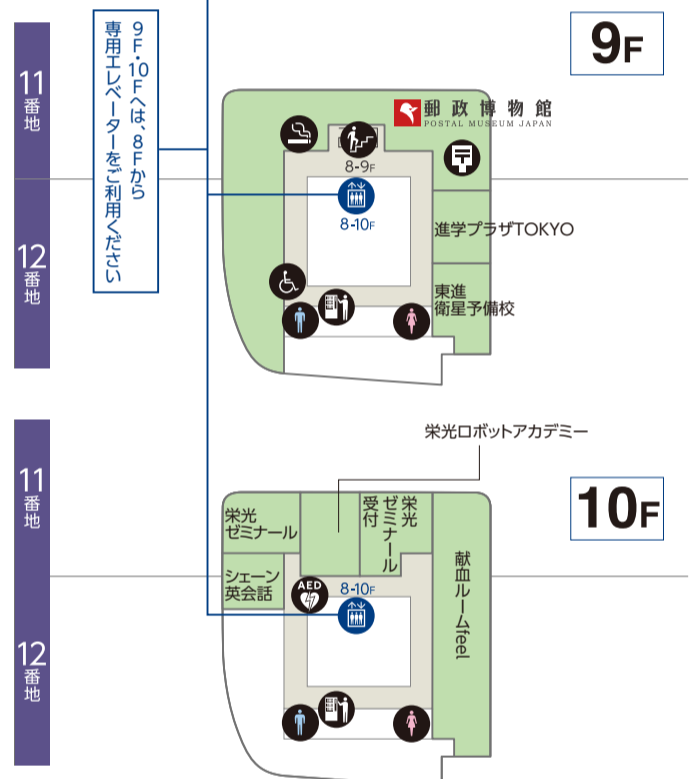 9F
11
番地
9F・10Fへは、8Fから
専用エレベーターをご利用ください
郵政博物館
POSTAL MUSEUM JAPAN
8-9F
8-10F
12
番地
進学プラザTOKYO
東進
衛星予備校
10F
11
番地
栄光ロボットアカデミー
栄光
ゼミナール
栄光
ゼミナール
受付
シェーン
英会話
AED
8-10F
献血ルームfeel
12
番地